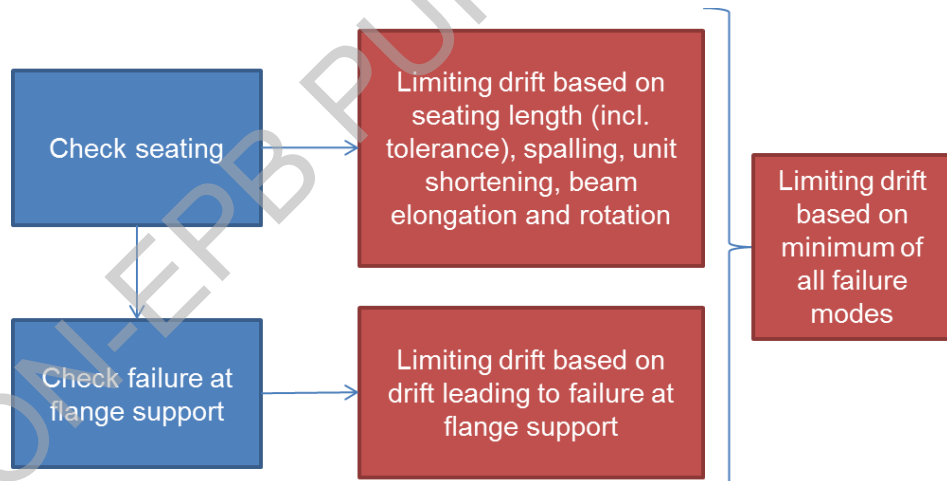 Check seating
Limiting drift based on
seating length (incl.
tolerance), spalling, unit
shortening, beam
elongation and rotation
Limiting drift
based on
minimum of
all failure
modes
Check failure at
flange support
Limiting drift based on
drift leading to failure at
flange support